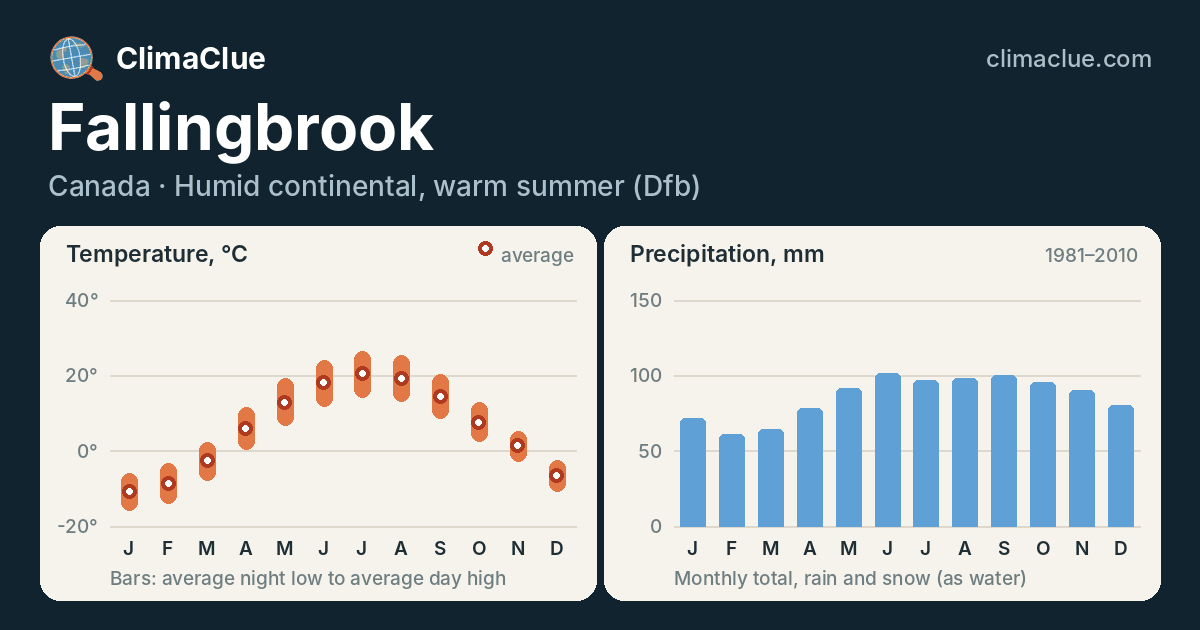 ClimaClue
climaclue.com
Fallingbrook
Canada · Humid continental, warm summer (Dfb)
Temperature, °C
average
40°
20°
0°
-20°
J F M A M J J A S O N D
Bars: average night low to average day high
Precipitation, mm
1981–2010
150
100
50
0
J F M A M J J A S O N D
Monthly total, rain and snow (as water)